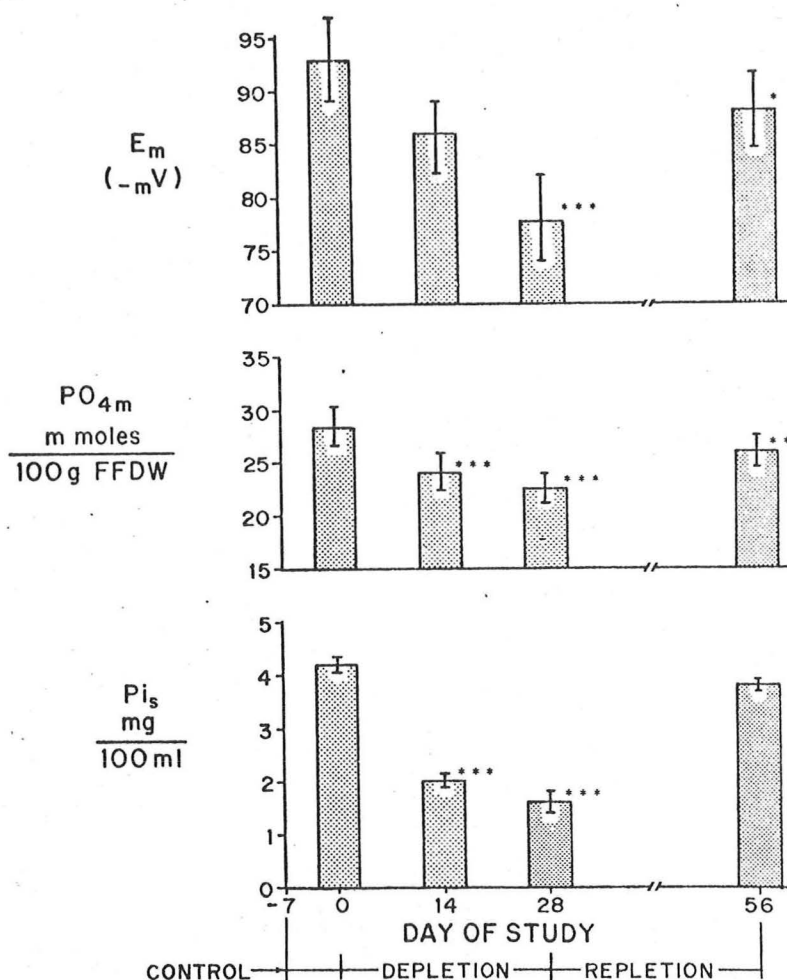 95
90
85
80
75
70
E_m
(-mV)
***
*
35
30
25
20
15
PO_4m
m moles
100g FFDW
***
***
**
5
4
3
2
1
0
Pi_s
mg
100 ml
***
***
-7 0 14 28 56
DAY OF STUDY
CONTROL DEPLETION REPLETION